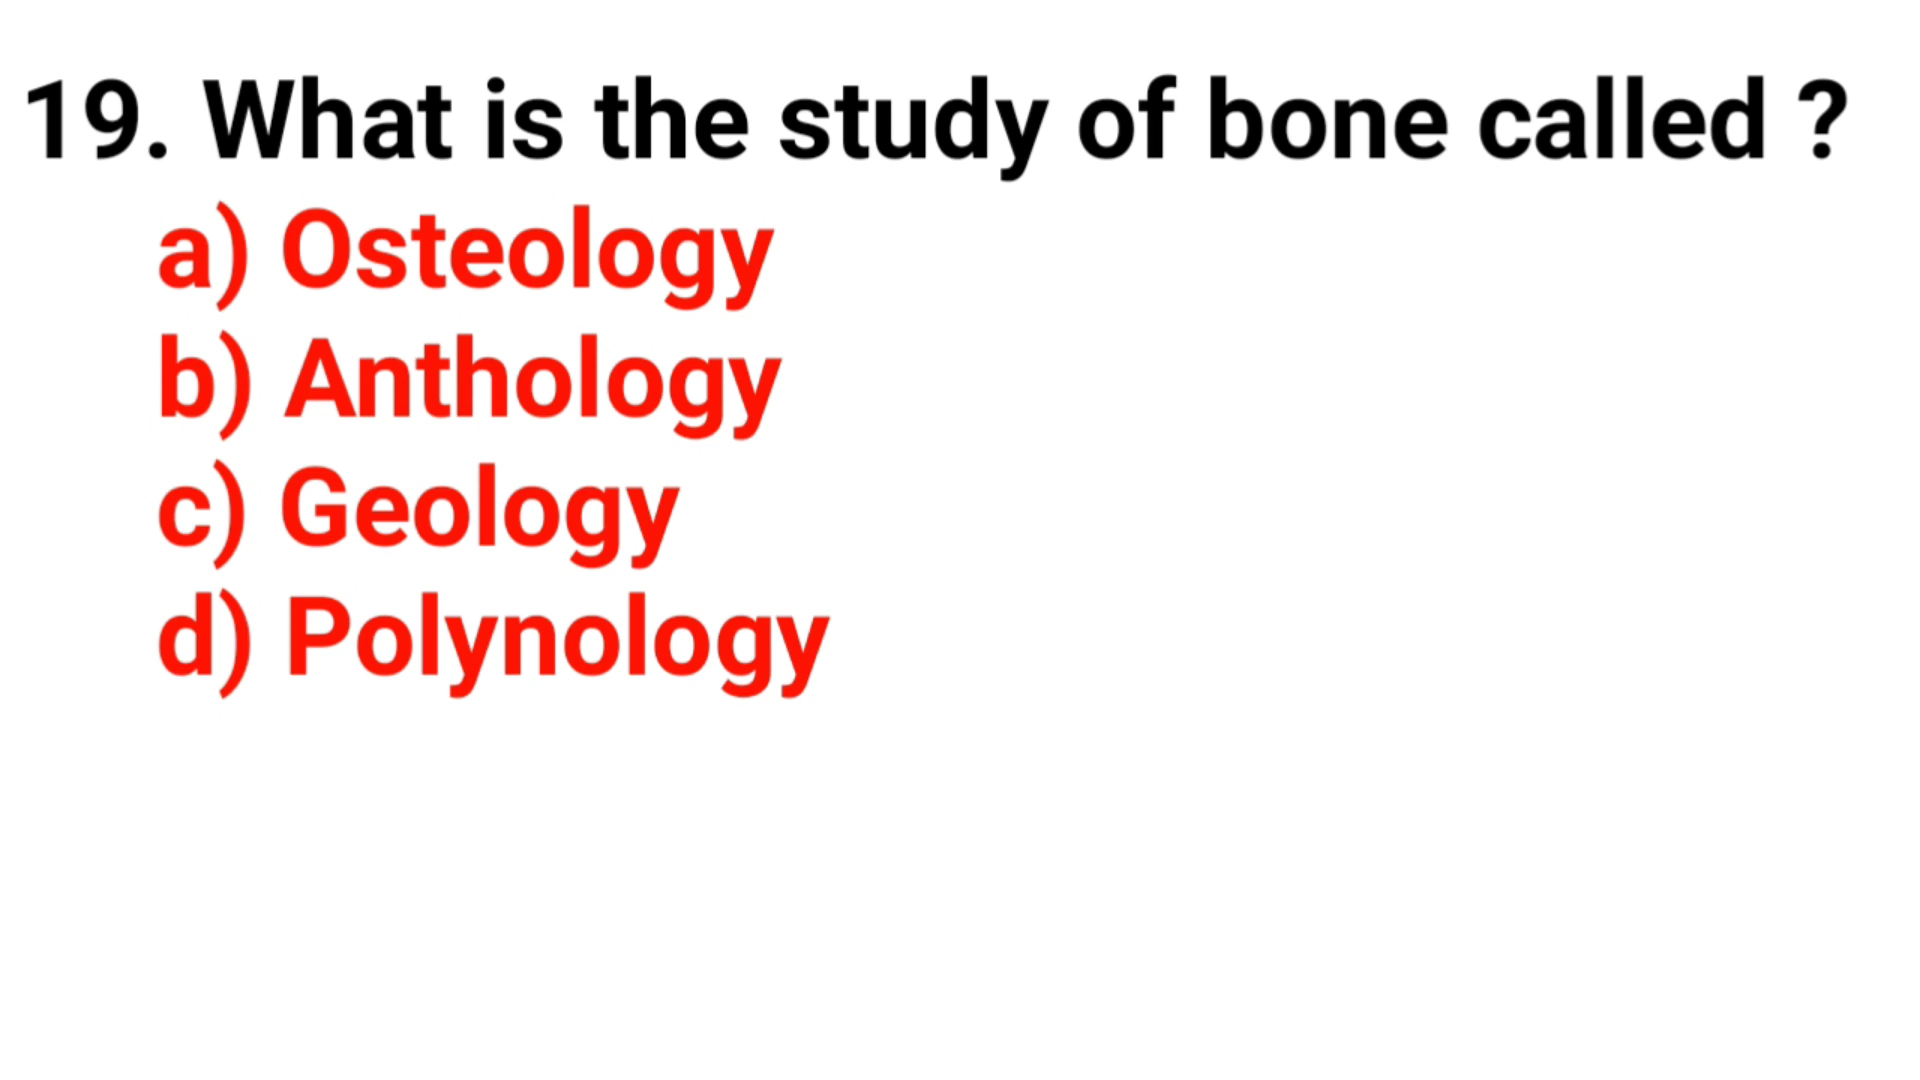 19. What is the study of bone called ?
a) Osteology
b) Anthology
c) Geology
d) Polynology